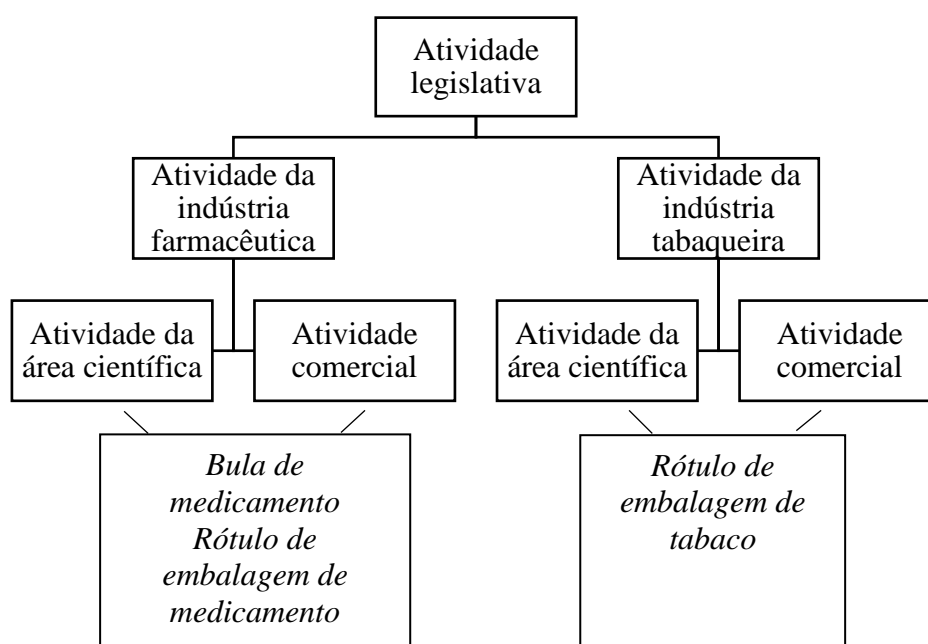 Atividade
legislativa
Atividade da
indústria
farmacêutica
Atividade da
indústria
tabaqueira
Atividade da
área científica
Atividade
comercial
Atividade da
área científica
Atividade
comercial
Bula de
medicamento
Rótulo de
embalagem de
medicamento
Rótulo de
embalagem de
tabaco